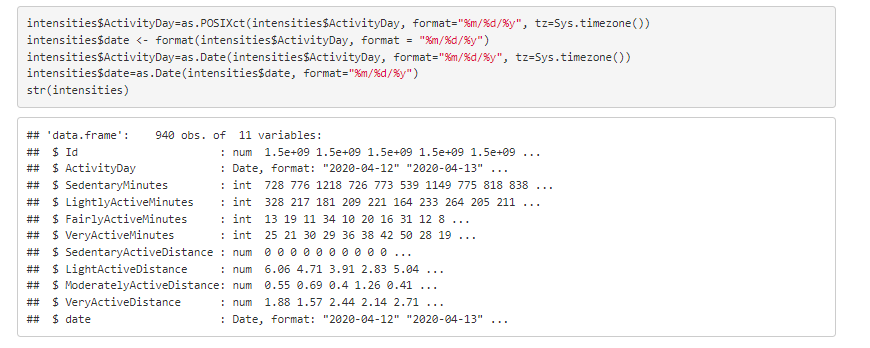 intensities$ActivityDay=as.POSIXct(intensities$ActivityDay, format="%m/%d/%y", tz=Sys.timezone())
intensities$date <- format(intensities$ActivityDay, format = "%m/%d/%y")
intensities$ActivityDay=as.Date(intensities$ActivityDay, format="%m/%d/%y", tz=Sys.timezone())
intensities$date=as.Date(intensities$date, format="%m/%d/%y")
str(intensities)
## 'data.frame':    940 obs. of  11 variables:
##  $ Id                      : num  1.5e+09 1.5e+09 1.5e+09 1.5e+09 1.5e+09 ...
##  $ ActivityDay             : Date, format: "2020-04-12" "2020-04-13" ...
##  $ SedentaryMinutes        : int  728 776 1218 726 773 539 1149 775 818 838 ...
##  $ LightlyActiveMinutes    : int  328 217 181 209 221 164 233 264 205 211 ...
##  $ FairlyActiveMinutes     : int  13 19 11 34 10 20 16 31 12 8 ...
##  $ VeryActiveMinutes       : int  25 21 30 29 36 38 42 50 28 19 ...
##  $ SedentaryActiveDistance : num  0 0 0 0 0 0 0 0 0 0 ...
##  $ LightActiveDistance     : num  6.06 4.71 3.91 2.83 5.04 ...
##  $ ModeratelyActiveDistance: num  0.55 0.69 0.4 1.26 0.41 ...
##  $ VeryActiveDistance      : num  1.88 1.57 2.44 2.14 2.71 ...
##  $ date                    : Date, format: "2020-04-12" "2020-04-13" ...